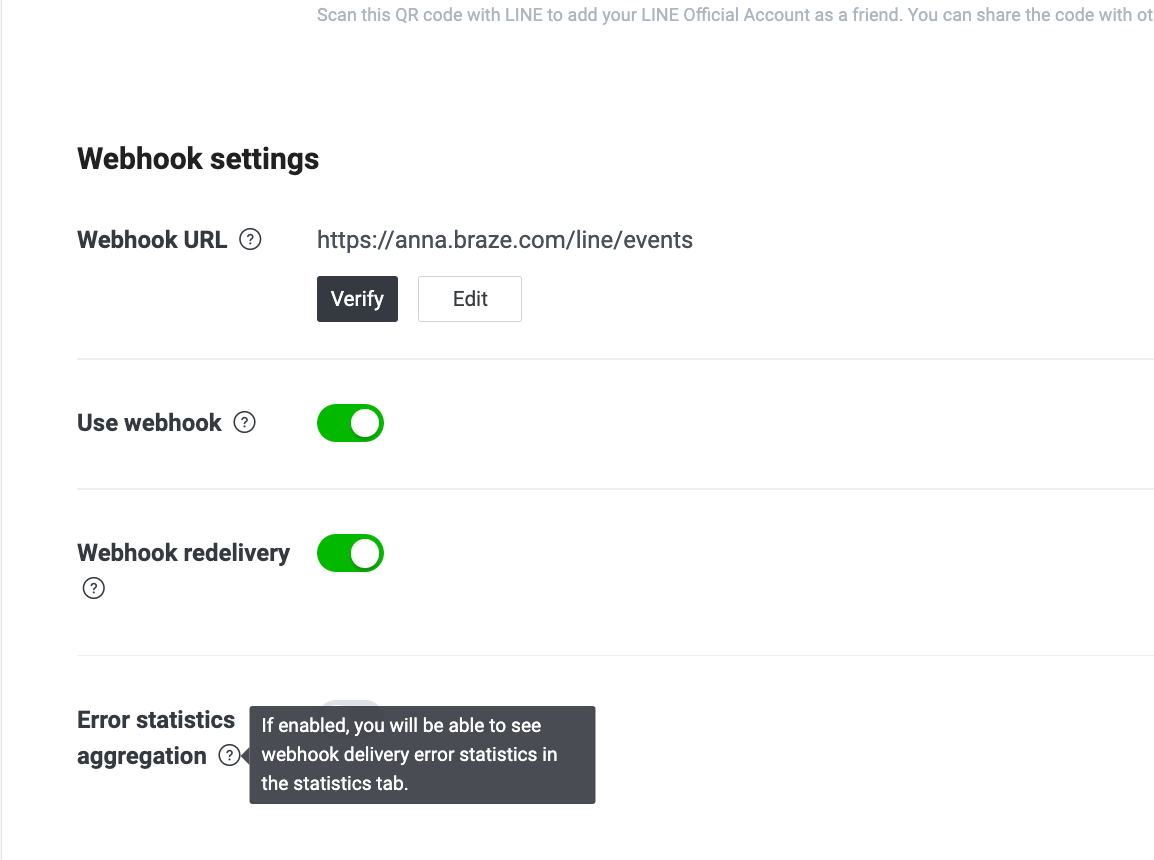 Scan this QR code with LINE to add your LINE Official Account as a friend. You can share the code with ot
Webhook settings
Webhook URL ?
https://anna.braze.com/line/events
Verify
Edit
Use webhook ?
Webhook redelivery
?
Error statistics
aggregation ?
If enabled, you will be able to see
webhook delivery error statistics in
the statistics tab.